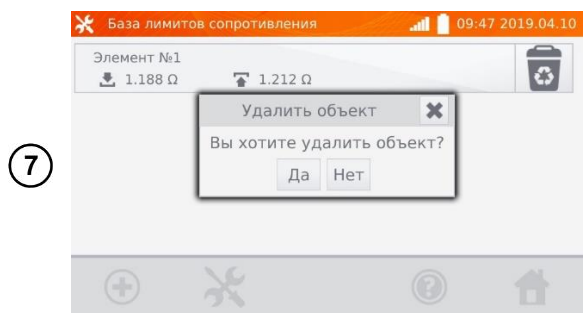 База лимитов сопротивления 09:47 2019.04.10
Элемент №1
1.188 Ω 1.212 Ω
Удалить объект
Вы хотите удалить объект?
Да Нет
7